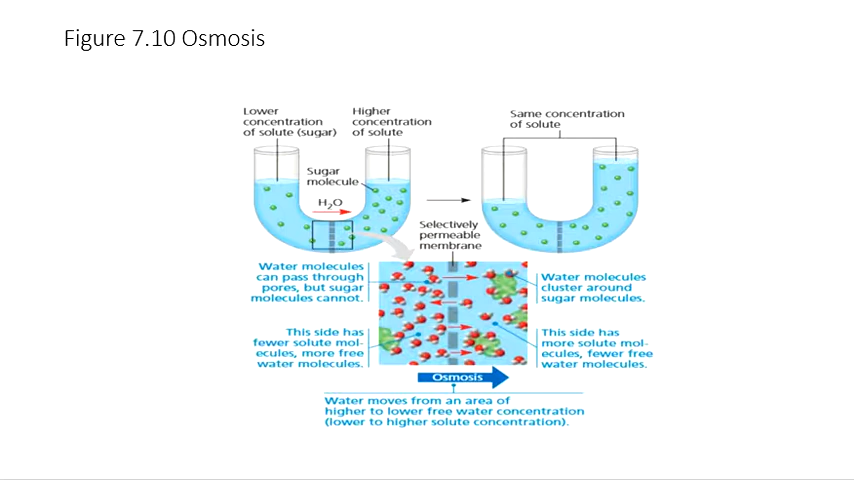 Figure 7.10 Osmosis
Lower
concentration
of solute (sugar)
Higher
concentration
of solute
Same concentration
of solute
Sugar
molecule
H₂O
Selectively
permeable
membrane
Water molecules
can pass through
pores, but sugar
molecules cannot.
Water molecules
cluster around
sugar molecules.
This side has
fewer solute mol-
ecules, more free
water molecules.
This side has
more solute mol-
ecules, fewer free
water molecules.
Osmosis
Water moves from an area of
higher to lower free water concentration
(lower to higher solute concentration).